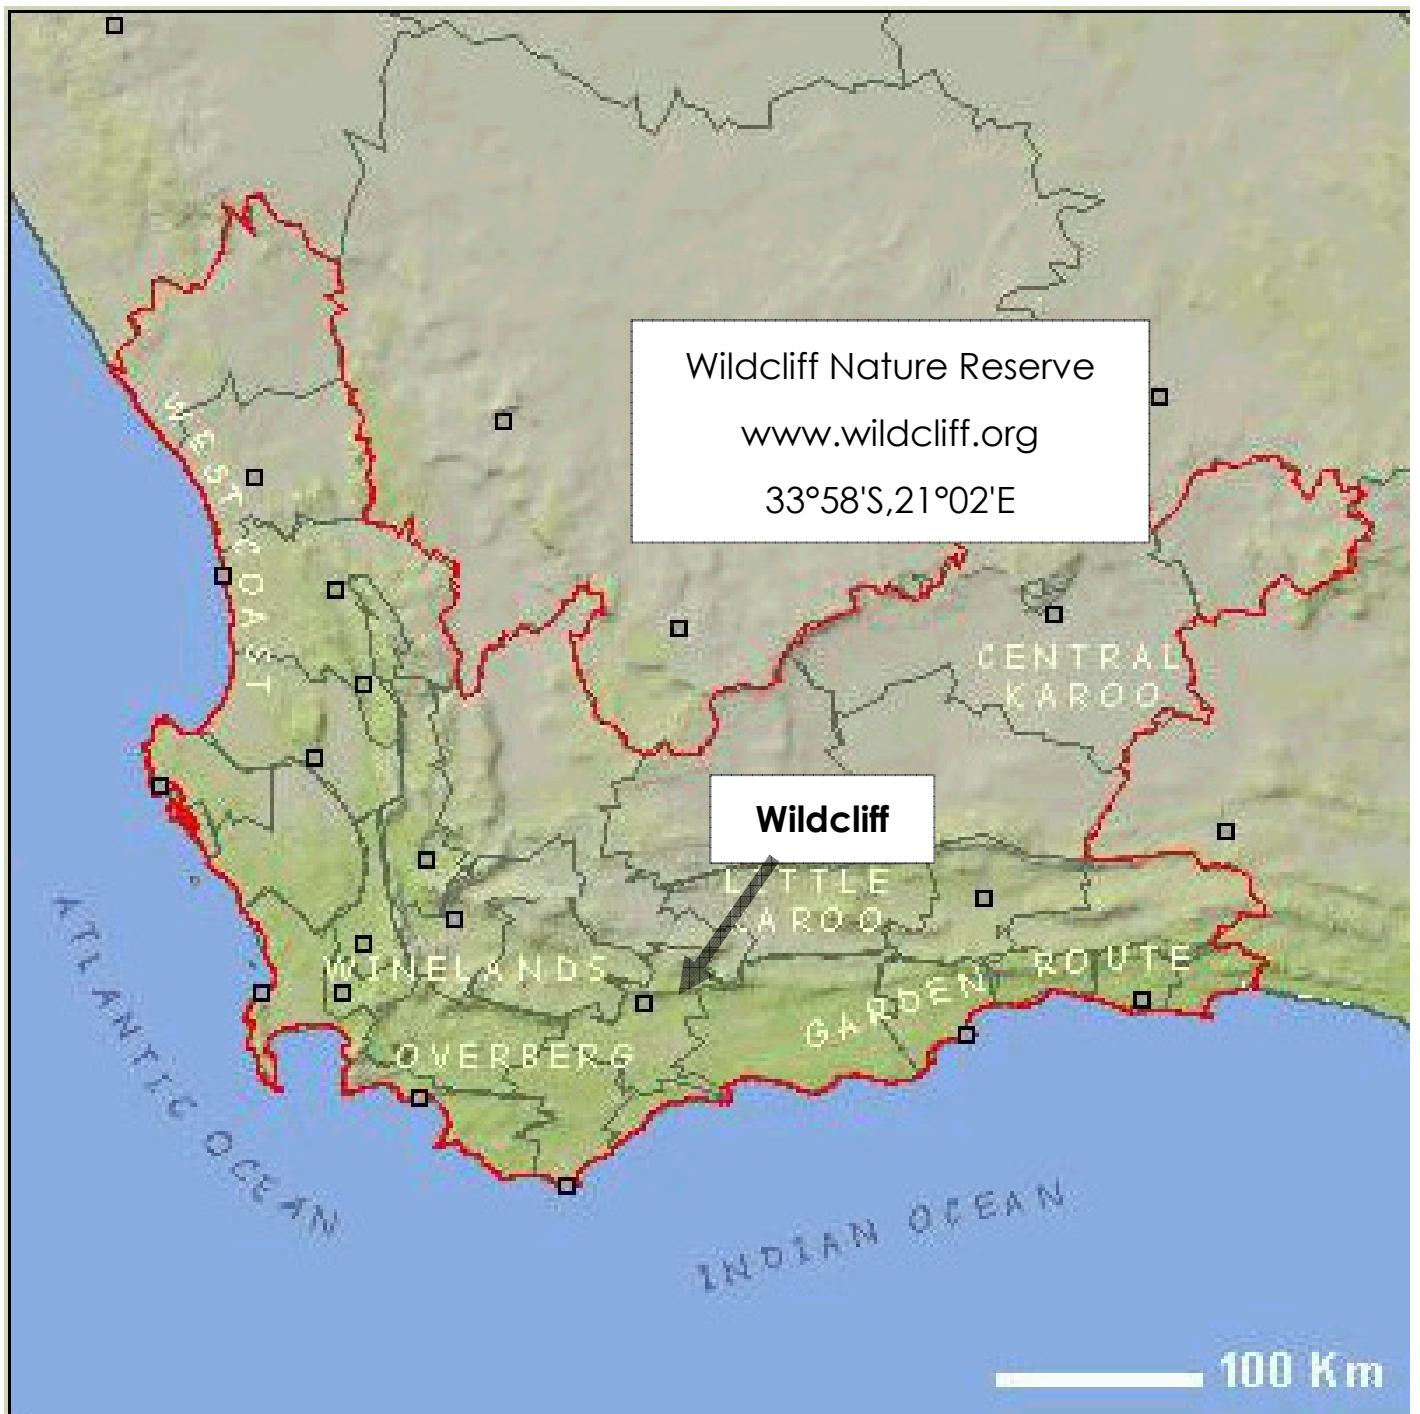 Wildcliff Nature Reserve
www.wildcliff.org
33°58'S,21°02'E
WEST COAST
CENTRAL
KAROO
Wildcliff
LITTLE
KAROO
WINELANDS
GARDEN ROUTE
OVERBERG
ATLANTIC OCEAN
INDIAN OCEAN
100 Km